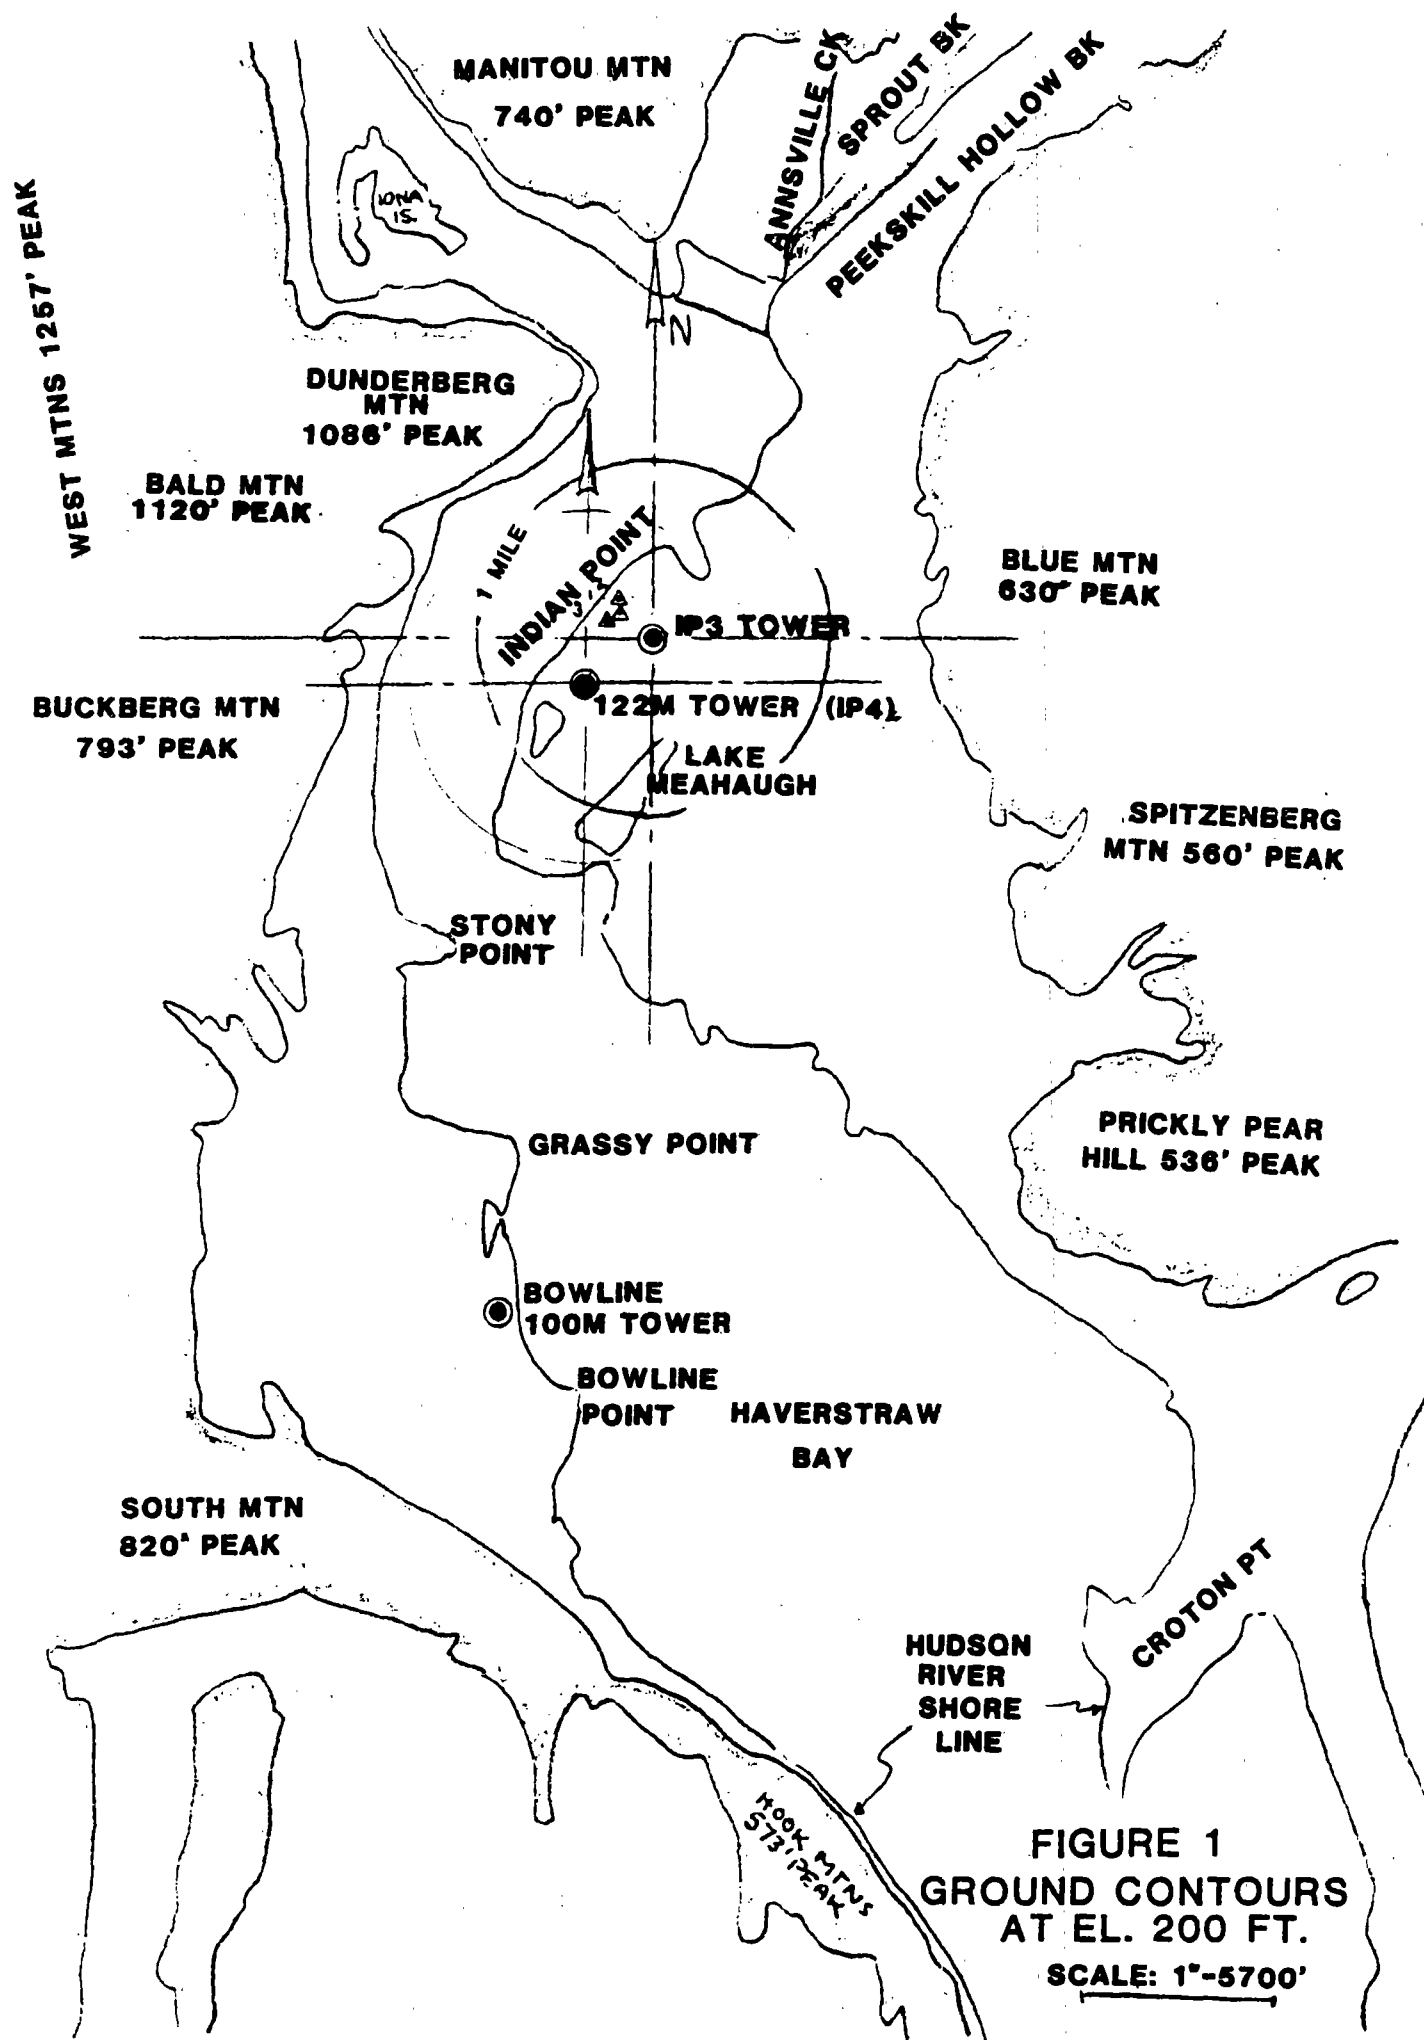 MANITOU MTN
740' PEAK
ANNSVILLE CK
SPROUT BK
PEEKSKILL HOLLOW BK
IONA
IS.
WEST MTNS 1257' PEAK
N
DUNDERBERG
MTN
1086' PEAK
BALD MTN
1120' PEAK
1 MILE
INDIAN POINT
BLUE MTN
630' PEAK
IP3 TOWER
BUCKBERG MTN
793' PEAK
122M TOWER (IP4)
LAKE
MEAHAUGH
SPITZENBERG
MTN 560' PEAK
STONY
POINT
PRICKLY PEAR
HILL 536' PEAK
GRASSY POINT
BOWLINE
100M TOWER
BOWLINE
POINT
HAVERSTRAW
BAY
SOUTH MTN
820' PEAK
CROTON PT
HUDSON
RIVER
SHORE
LINE
HOOK MTNS
573' PEAK
FIGURE 1
GROUND CONTOURS
AT EL. 200 FT.
SCALE: 1"-5700'